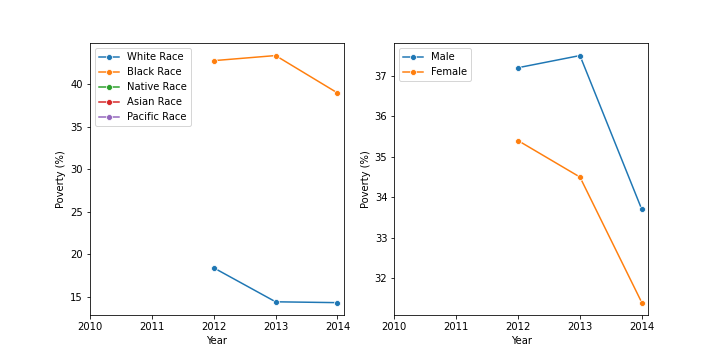 White Race
Black Race
Native Race
Asian Race
Pacific Race
40
35
30
25
20
15
Poverty (%)
2010 2011 2012 2013 2014
Year
Male
Female
37
36
35
34
33
32
Poverty (%)
2010 2011 2012 2013 2014
Year